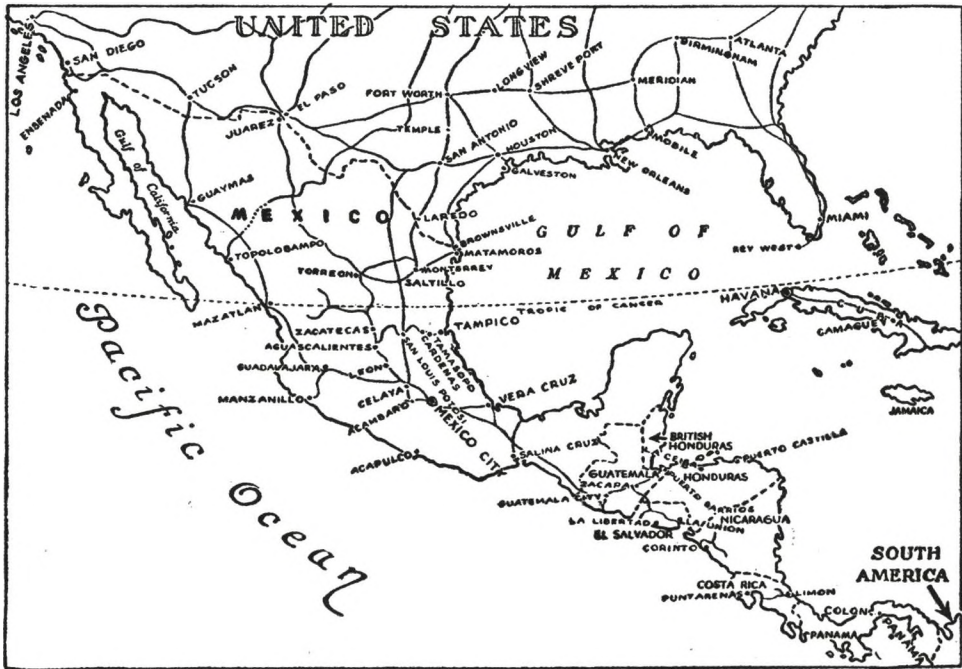 UNITED STATES
LOS ANGELES.
SAN DIEGO
ENSENADA
TUCSON
EL PASO
JUAREZ
FORT WORTH
LONGVIEW
SHREVEPORT
BIRMINGHAM
ATLANTA
MERIDIAN
TEMPLE
SAN ANTONIO
HOUSTON
GALVESTON
NEW ORLEANS
MOBILE
Gulf of California
GUAYMAS
MEXICO
LAREDO
BROWNSVILLE
MATAMOROS
GULF OF
MEXICO
MIAMI
KEY WEST
TOPOLOBAMPO
TORREON
MONTERREY
SALTILLO
HAVANA
CUBA
CAMAGUEY
MAZATLAN
TROPIC OF CANCER
ZACATECAS
TAMPICO
AGUASCALIENTES
TAMASOPO
CARDENAS
SAN LOUIS POTOSI
GUADALAJARA
LEON
CELAYA
MANZANILLO
ACAMBARO
MEXICO CITY
VERA CRUZ
JAMAICA
ACAPULCO
SALINA CRUZ
BRITISH
HONDURAS
CEIBA
PUERTO CASTILLA
GUATEMALA
HONDURAS
ZACAPA
PUERTO BARRIOS
GUATEMALA CITY
LA LIBERTAD
LA UNION
NICARAGUA
EL SALVADOR
CORINTO
COSTA RICA
PUNTARENAS
LIMON
SOUTH
AMERICA
COLON
PANAMA
PANAMA
Pacific Ocean